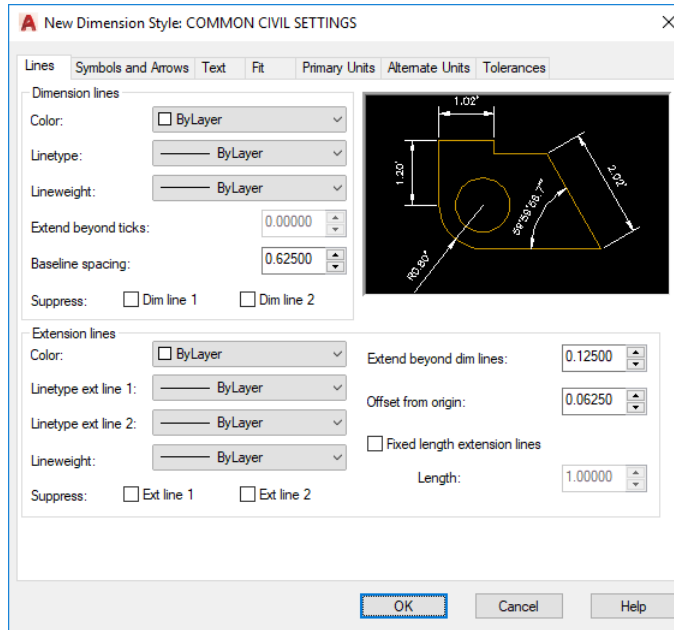 New Dimension Style: COMMON CIVIL SETTINGS
Lines Symbols and Arrows Text Fit Primary Units Alternate Units Tolerances
Dimension lines
Color: ByLayer
Linetype: ByLayer
Lineweight: ByLayer
Extend beyond ticks: 0.00000
Baseline spacing: 0.62500
Suppress: Dim line 1 Dim line 2
1.02'
1.20'
2.02'
59°59'58.7"
R0.80'
Extension lines
Color: ByLayer
Linetype ext line 1: ByLayer
Linetype ext line 2: ByLayer
Lineweight: ByLayer
Suppress: Ext line 1 Ext line 2
Extend beyond dim lines: 0.12500
Offset from origin: 0.06250
Fixed length extension lines
Length: 1.00000
OK Cancel Help